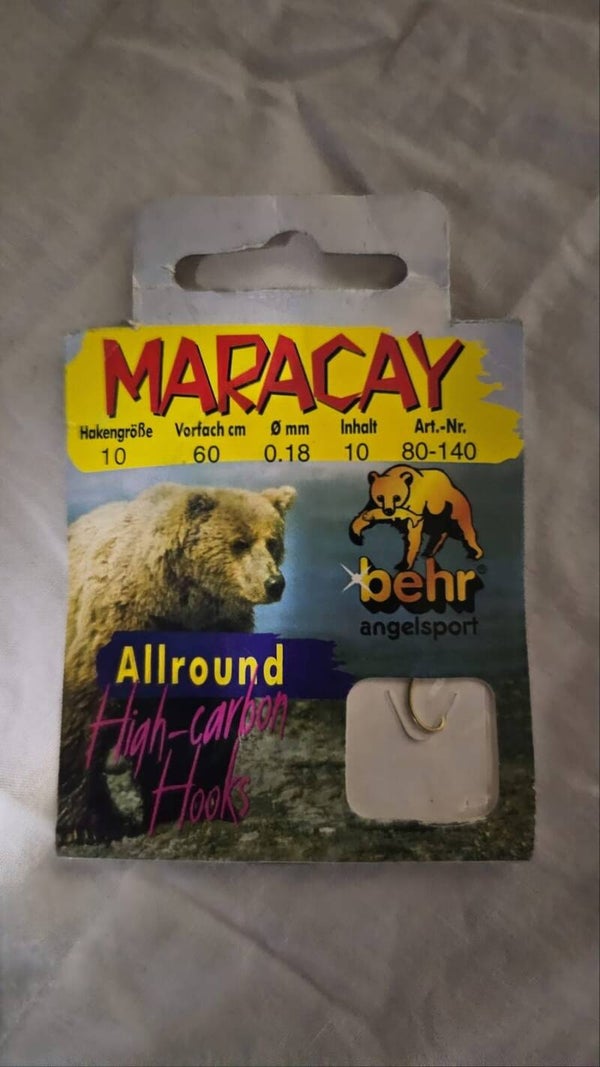 MARACAY
Hakengröße Vorfach cm Ø mm Inhalt Art.-Nr.
10 60 0.18 10 80-140
behr®
angelsport
Allround
High-carbon
Hooks